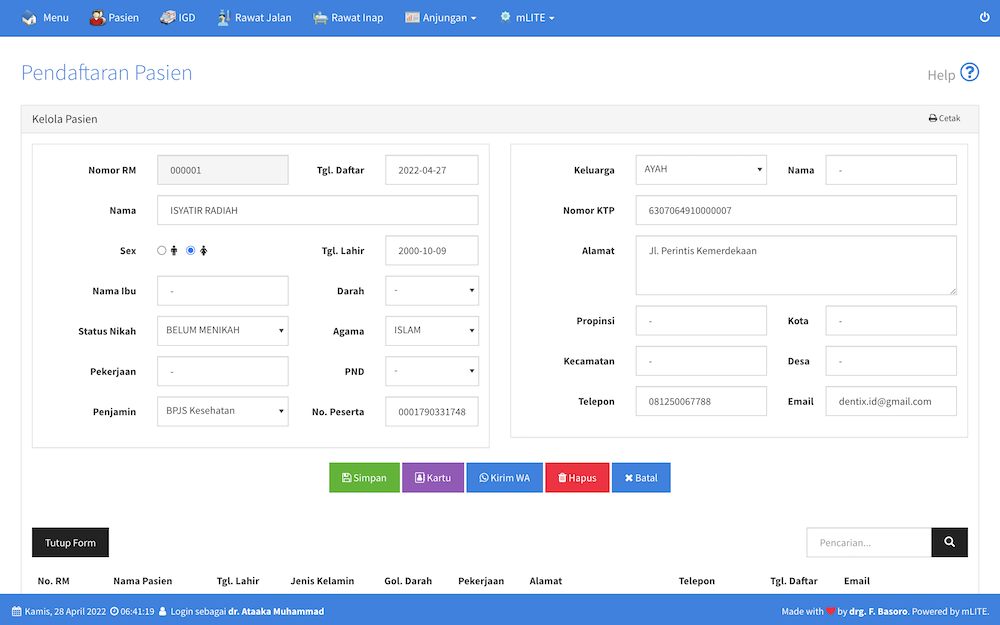 Menu Pasien IGD Rawat Jalan Rawat Inap Anjungan mLITE
Pendaftaran Pasien
Help ?
Kelola Pasien
Cetak
Nomor RM 000001 Tgl. Daftar 2022-04-27
Nama ISYATIR RADIAH
Sex Tgl. Lahir 2000-10-09
Nama Ibu - Darah -
Status Nikah BELUM MENIKAH Agama ISLAM
Pekerjaan - PND -
Penjamin BPJS Kesehatan No. Peserta 0001790331748
Keluarga AYAH Nama -
Nomor KTP 6307064910000007
Alamat Jl. Perintis Kemerdekaan
Propinsi - Kota -
Kecamatan - Desa -
Telepon 081250067788 Email dentix.id@gmail.com
Simpan Kartu Kirim WA Hapus Batal
Tutup Form Pencarian...
No. RM Nama Pasien Tgl. Lahir Jenis Kelamin Gol. Darah Pekerjaan Alamat Telepon Tgl. Daftar Email
Kamis, 28 April 2022 06:41:19 Login sebagai dr. Ataaka Muhammad
Made with ❤ by drg. F. Basoro. Powered by mLITE.